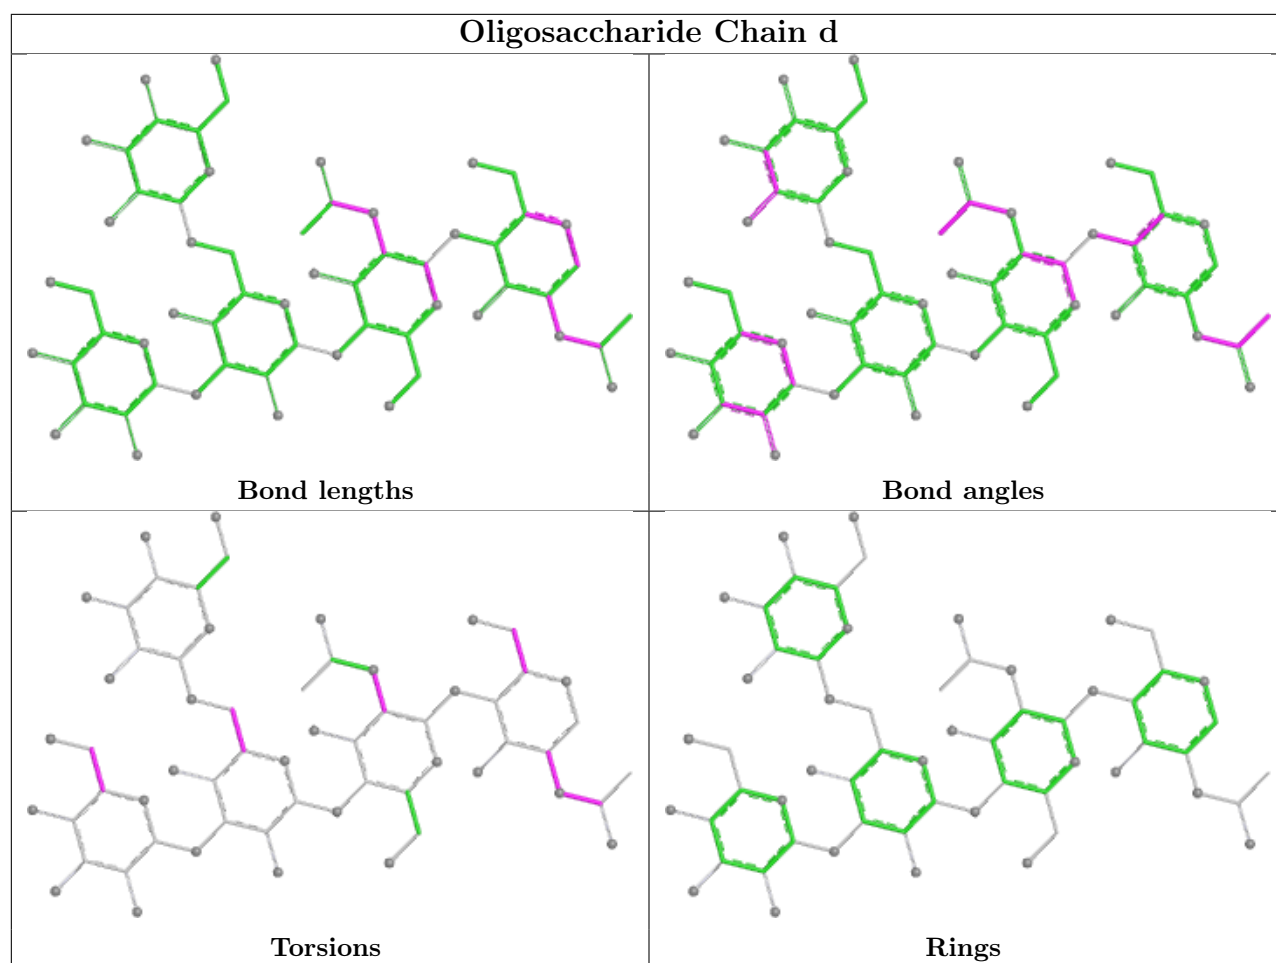 Oligosaccharide Chain d
Bond lengths
Bond angles
Torsions
Rings